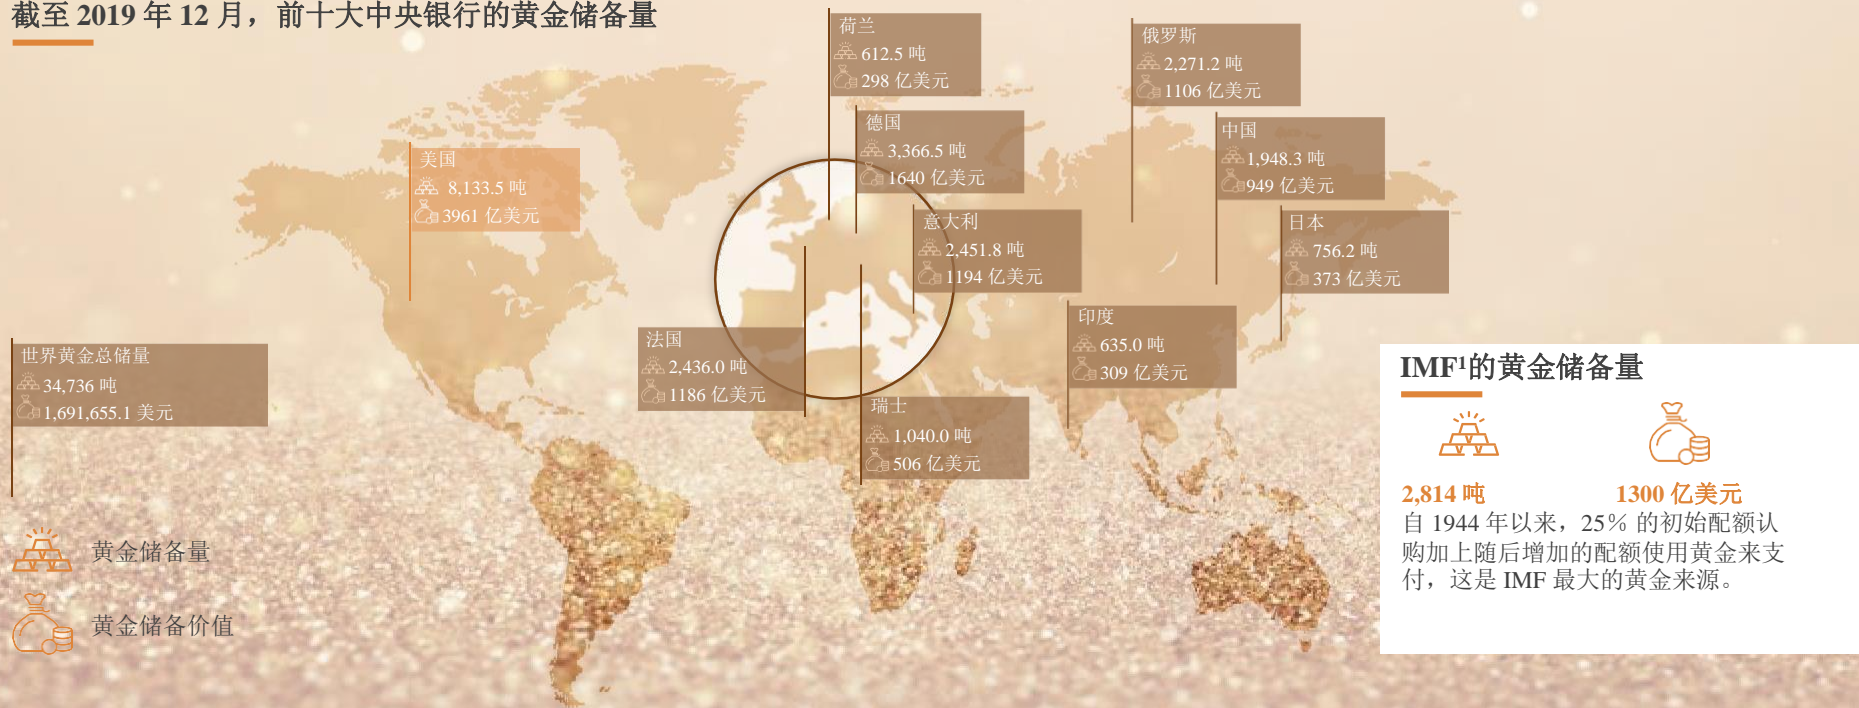 截至 2019 年 12 月，前十大中央银行的黄金储备量
荷兰
612.5 吨
298 亿美元
俄罗斯
2,271.2 吨
1106 亿美元
德国
3,366.5 吨
1640 亿美元
中国
1,948.3 吨
949 亿美元
美国
8,133.5 吨
3961 亿美元
意大利
2,451.8 吨
1194 亿美元
日本
756.2 吨
373 亿美元
印度
635.0 吨
309 亿美元
法国
2,436.0 吨
1186 亿美元
世界黄金总储量
34,736 吨
1,691,655.1 美元
瑞士
1,040.0 吨
506 亿美元
黄金储备量
黄金储备价值
IMF¹的黄金储备量
2,814 吨
1300 亿美元
自 1944 年以来，25% 的初始配额认
购加上随后增加的配额使用黄金来支
付，这是 IMF 最大的黄金来源。